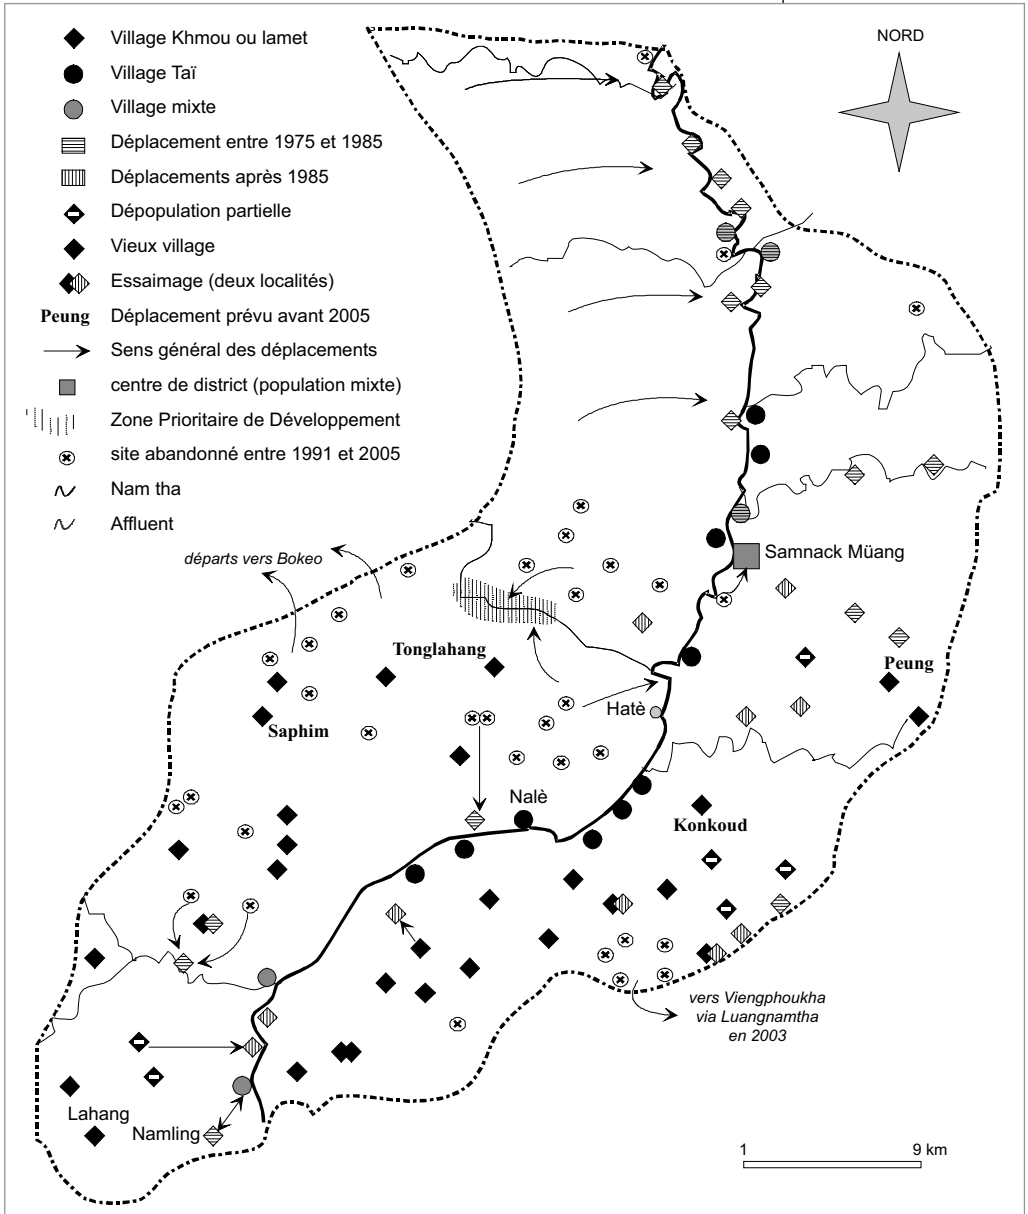 NORD
Village Khmou ou lamet
Village Taï
Village mixte
Déplacement entre 1975 et 1985
Déplacements après 1985
Dépopulation partielle
Vieux village
Essaimage (deux localités)
Peung Déplacement prévu avant 2005
Sens général des déplacements
centre de district (population mixte)
Zone Prioritaire de Développement
site abandonné entre 1991 et 2005
Nam tha
Affluent
départs vers Bokeo
Samnack Müang
Tonglahang
Peung
Hatè
Saphim
Nalè
Konkoud
vers Viengphoukha
via Luangnamtha
en 2003
Lahang
Namling
1 9 km